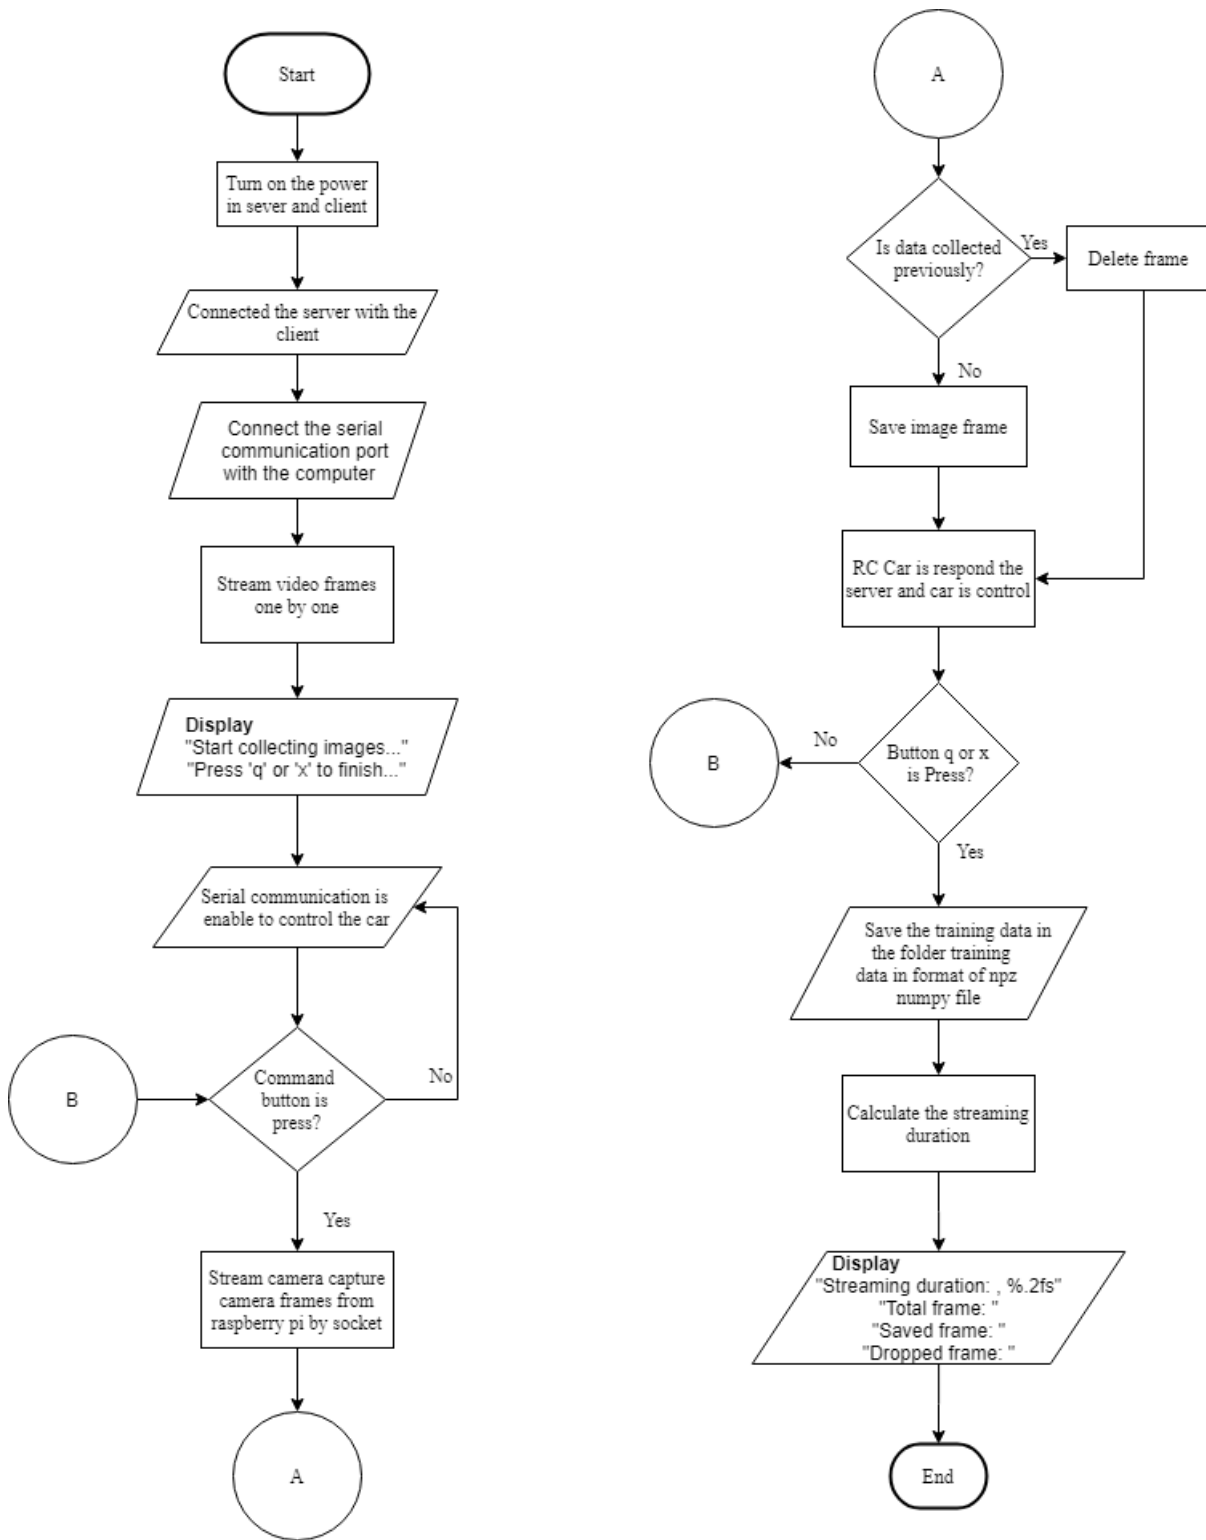 Start
Turn on the power
in sever and client
Connected the server with the
client
Connect the serial
communication port
with the computer
Stream video frames
one by one
Display
"Start collecting images..."
"Press 'q' or 'x' to finish..."
Serial communication is
enable to control the car
B
Command
button is
press?
No
Yes
Stream camera capture
camera frames from
raspberry pi by socket
A
A
Is data collected
previously?
Yes
Delete frame
No
Save image frame
RC Car is respond the
server and car is control
Button q or x
is Press?
No
B
Yes
Save the training data in
the folder training
data in format of npz
numpy file
Calculate the streaming
duration
Display
"Streaming duration: , %.2fs"
"Total frame: "
"Saved frame: "
"Dropped frame: "
End